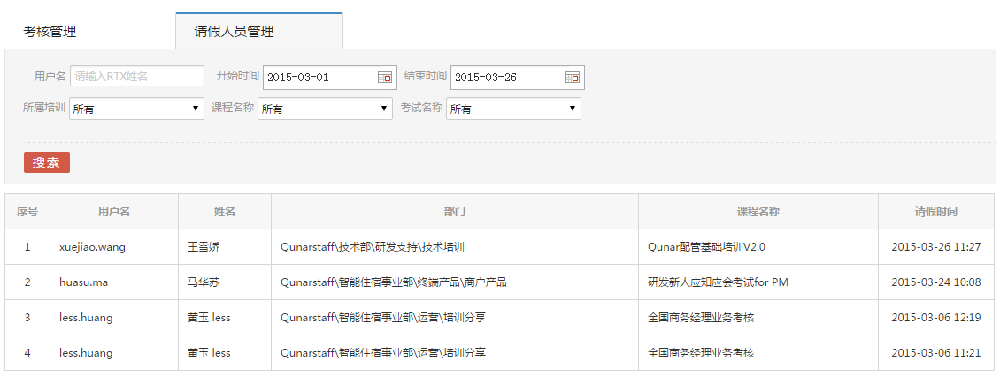 考核管理 请假人员管理
用户名 请输入RTX姓名 开始时间 2015-03-01 结束时间 2015-03-26
所属培训 所有 课程名称 所有 考试名称 所有
搜索
序号 用户名 姓名 部门 课程名称 请假时间
1 xuejiao.wang 王雪娇 Qunarstaff\技术部\研发支持\技术培训 Qunar配管基础培训V2.0 2015-03-26 11:27
2 huasu.ma 马华苏 Qunarstaff\智能住宿事业部\终端产品\商户产品 研发新人应知应会考试for PM 2015-03-24 10:08
3 less.huang 黄玉 less Qunarstaff\智能住宿事业部\运营\培训分享 全国商务经理业务考核 2015-03-06 12:19
4 less.huang 黄玉 less Qunarstaff\智能住宿事业部\运营\培训分享 全国商务经理业务考核 2015-03-06 11:21